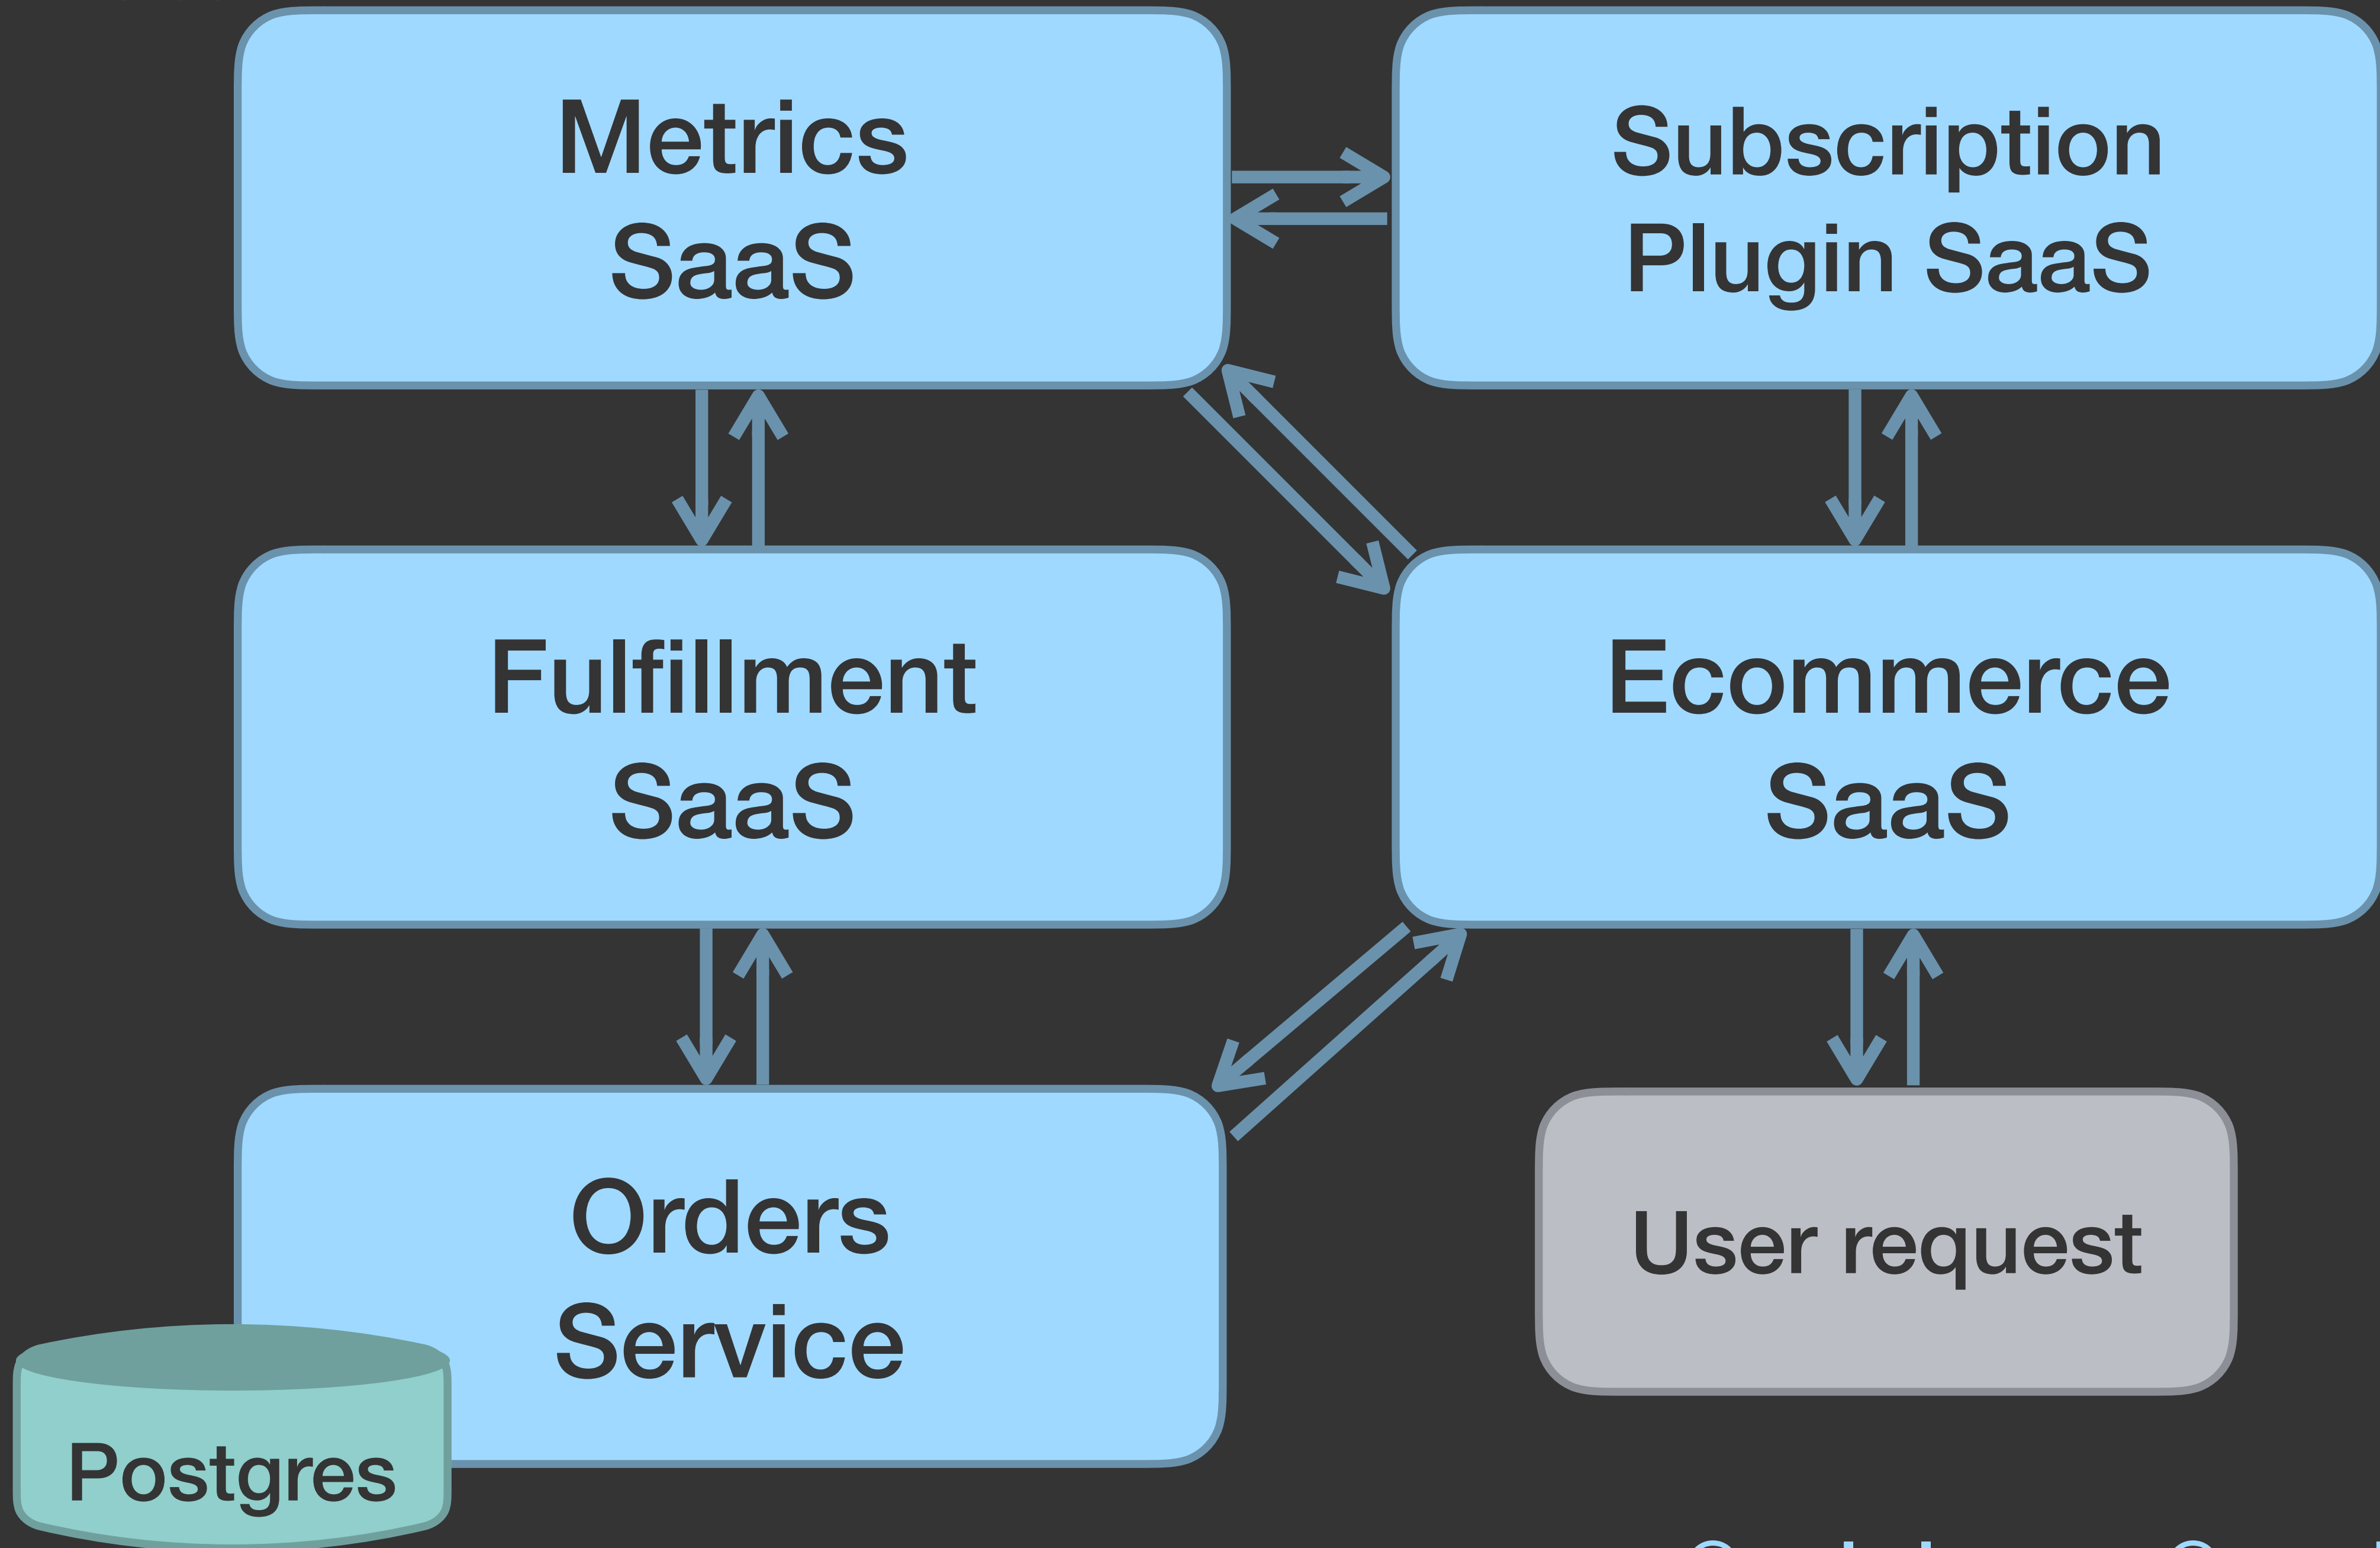 Metrics
SaaS
Subscription
Plugin SaaS
Fulfillment
SaaS
Ecommerce
SaaS
Orders
Service
User request
Postgres